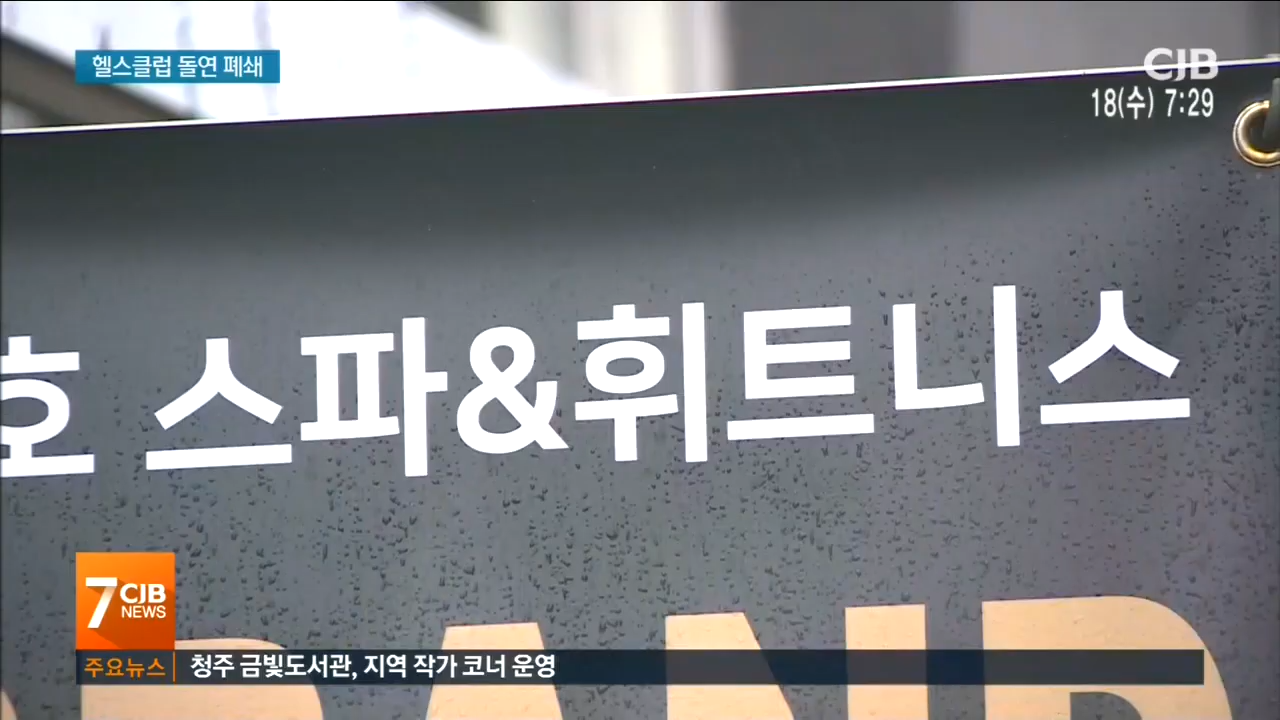 헬스클럽 돌연 폐쇄
CJB
18(수) 7:29
호 스파&휘트니스
7 CJB
NEWS
주요뉴스 청주 금빛도서관, 지역 작가 코너 운영